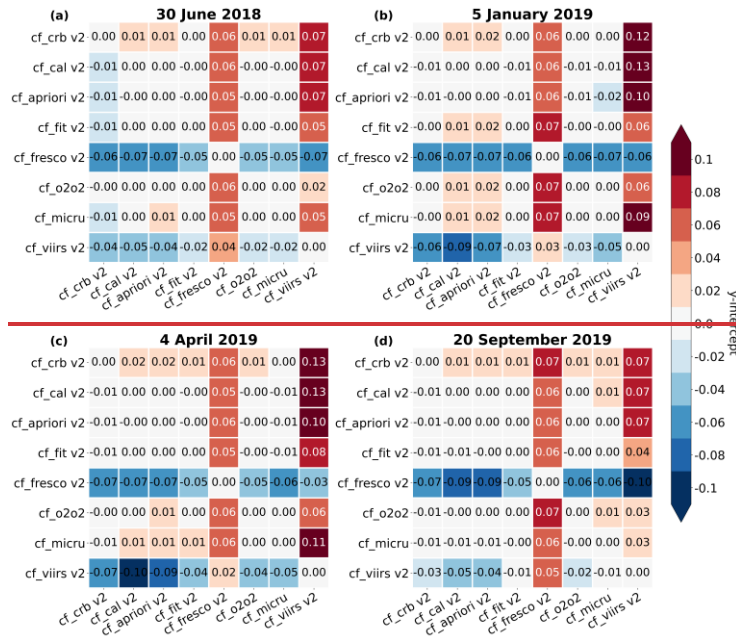 (a) 30 June 2018
cf_crb v2 0.00 0.01 0.01 0.00 0.06 0.01 0.01 0.07
cf_cal v2 -0.01 0.00 0.00 0.00 0.06 0.00 0.00 0.07
cf_apriori v2 -0.01 0.00 0.00 -0.00 0.05 -0.00 0.00 0.07
cf_fit v2 -0.01 0.00 0.00 0.00 0.05 -0.00 -0.00 0.05
cf_fresco v2 -0.06 -0.07 -0.07 -0.05 0.00 -0.05 -0.05 -0.07
cf_o2o2 -0.00 0.00 0.00 0.00 0.06 0.00 -0.00 0.02
cf_micru -0.01 0.00 0.01 0.00 0.05 0.00 0.00 0.05
cf_viirs v2 -0.04 -0.05 -0.04 -0.02 0.04 -0.02 -0.02 0.00
cf_crb v2 cf_cal v2 cf_apriori v2 cf_fit v2 cf_fresco v2 cf_o2o2 cf_micru cf_viirs v2
(b) 5 January 2019
cf_crb v2 0.00 0.01 0.02 0.00 0.06 0.00 0.00 0.12
cf_cal v2 -0.01 0.00 0.00 -0.00 0.06 -0.01 -0.01 0.13
cf_apriori v2 -0.01 -0.00 0.00 -0.01 0.06 -0.01 -0.02 0.10
cf_fit v2 -0.00 0.01 0.02 0.00 0.07 -0.00 -0.00 0.06
cf_fresco v2 -0.06 -0.07 -0.07 -0.06 0.00 -0.06 -0.07 -0.06
cf_o2o2 -0.00 0.01 0.02 0.00 0.07 0.00 0.00 0.06
cf_micru -0.00 0.01 0.02 0.00 0.07 -0.00 0.00 0.09
cf_viirs v2 -0.06 -0.09 -0.07 -0.03 0.03 -0.03 -0.05 0.00
cf_crb v2 cf_cal v2 cf_apriori v2 cf_fit v2 cf_fresco v2 cf_o2o2 cf_micru cf_viirs v2
(c) 4 April 2019
cf_crb v2 0.00 0.02 0.02 0.01 0.06 0.01 0.00 0.13
cf_cal v2 -0.01 0.00 0.00 0.00 0.06 0.00 -0.00 0.13
cf_apriori v2 -0.01 -0.00 0.00 0.00 0.05 -0.00 -0.00 0.10
cf_fit v2 -0.01 0.00 0.00 0.00 0.05 -0.00 -0.00 0.08
cf_fresco v2 -0.07 -0.07 -0.07 -0.05 0.00 -0.05 -0.06 -0.03
cf_o2o2 -0.00 0.00 0.01 0.00 0.06 0.00 -0.00 0.06
cf_micru -0.01 0.01 0.01 0.01 0.06 0.00 0.00 0.11
cf_viirs v2 -0.07 -0.10 -0.09 -0.04 0.02 -0.04 -0.05 0.00
cf_crb v2 cf_cal v2 cf_apriori v2 cf_fit v2 cf_fresco v2 cf_o2o2 cf_micru cf_viirs v2
(d) 20 September 2019
cf_crb v2 0.00 0.01 0.01 0.01 0.07 0.01 0.01 0.07
cf_cal v2 -0.01 0.00 0.00 0.00 0.06 0.00 0.01 0.07
cf_apriori v2 -0.01 -0.00 0.00 0.00 0.06 -0.00 0.00 0.07
cf_fit v2 -0.01 -0.01 -0.00 0.00 0.06 -0.00 0.00 0.04
cf_fresco v2 -0.07 -0.09 -0.09 -0.05 0.00 -0.06 -0.06 -0.10
cf_o2o2 -0.01 -0.00 0.00 0.00 0.07 0.00 0.01 0.03
cf_micru -0.01 -0.00 -0.00 -0.00 0.06 -0.00 0.00 0.03
cf_viirs v2 -0.03 -0.05 -0.04 -0.01 0.05 -0.02 -0.01 0.00
cf_crb v2 cf_cal v2 cf_apriori v2 cf_fit v2 cf_fresco v2 cf_o2o2 cf_micru cf_viirs v2
0.1
0.08
0.06
0.04
0.02
0.0
-0.02
-0.04
-0.06
-0.08
-0.1
y-intercept